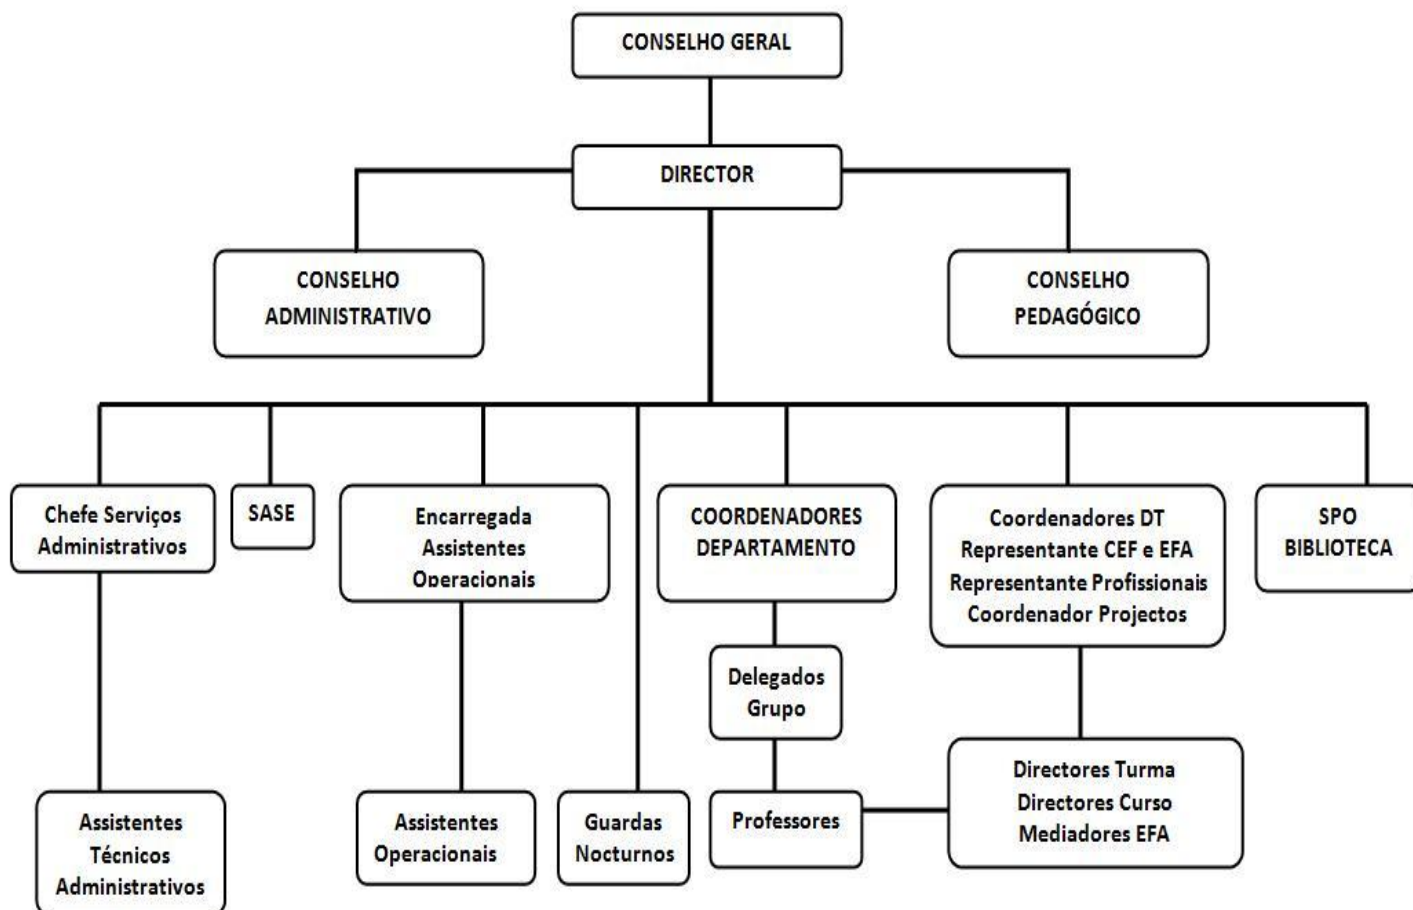 CONSELHO GERAL
DIRECTOR
CONSELHO
ADMINISTRATIVO
CONSELHO
PEDAGÓGICO
Chefe Serviços
Administrativos
SASE
Encarregada
Assistentes
Operacionais
COORDENADORES
DEPARTAMENTO
Coordenadores DT
Representante CEF e EFA
Representante Profissionais
Coordenador Projectos
SPO
BIBLIOTECA
Delegados
Grupo
Directores Turma
Directores Curso
Mediadores EFA
Assistentes
Técnicos
Administrativos
Assistentes
Operacionais
Guardas
Nocturnos
Professores